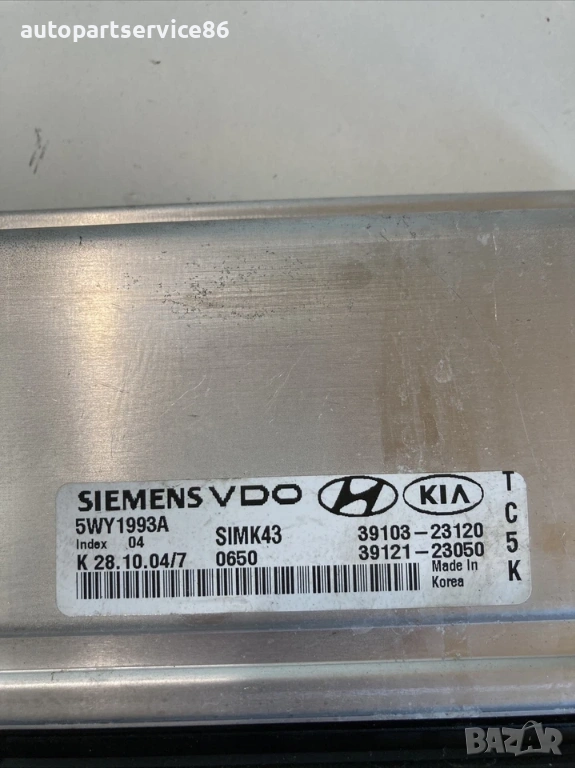 autopartservice86
SIEMENS VDO KIA
5WY1993A
Index 04
K 28.10.04/7
SIMK43
0650
39103-23120
39121-23050
Made In
Korea
T
C
5
K
BAZAR